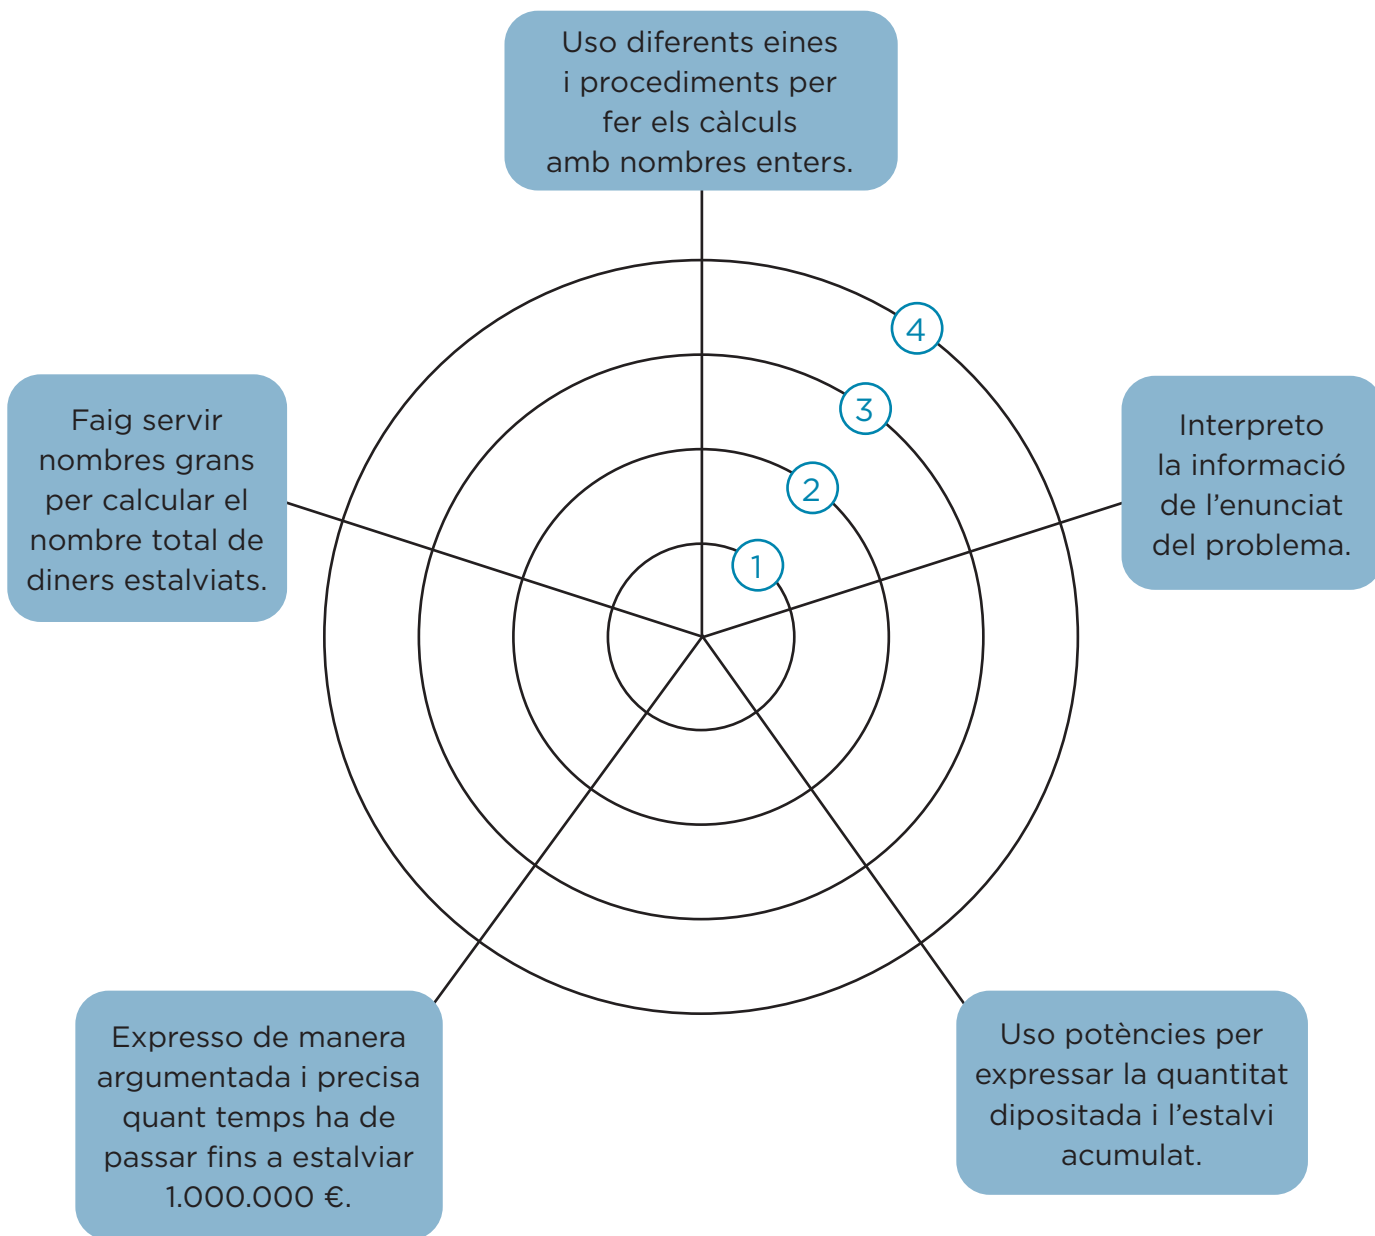 Uso diferents eines
i procediments per
fer els càlculs
amb nombres enters.
4
3
2
1
Faig servir
nombres grans
per calcular el
nombre total de
diners estalviats.
Interpreto
la informació
de l’enunciat
del problema.
Expresso de manera
argumentada i precisa
quant temps ha de
passar fins a estalviar
1.000.000 €.
Uso potències per
expressar la quantitat
dipositada i l’estalvi
acumulat.